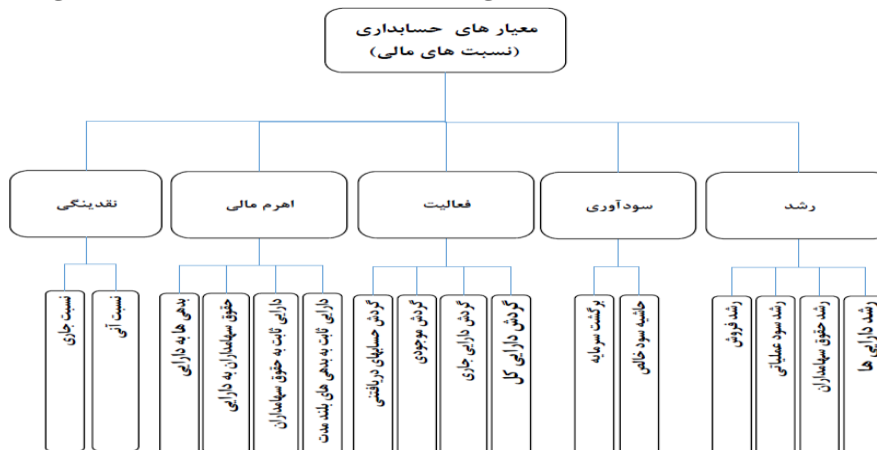 معیار های حسابداری
(نسبت های مالی)
رشد
سودآوری
فعالیت
اهرم مالی
نقدینگی
رشد دارایی ها
رشد حقوق سهامداران
رشد سود عملیاتی
رشد فروش
حاشیه سود خالص
برگشت سرمایه
گردش دارایی کل
گردش دارایی جاری
گردش موجودی
گردش حسابهای دریافتنی
دارایی ثابت به بدهی های بلند مدت
دارایی ثابت به حقوق سهامداران
حقوق سهامداران به دارایی
بدهی ها به دارایی
نسبت آنی
نسبت جاری